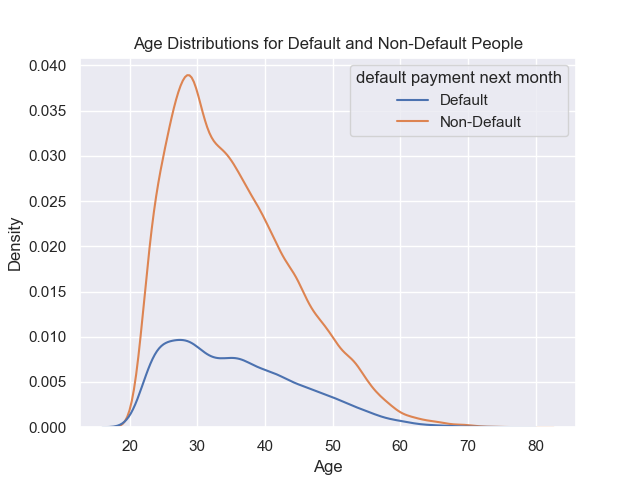 Age Distributions for Default and Non-Default People
default payment next month
Default
Non-Default
Density
0.040
0.035
0.030
0.025
0.020
0.015
0.010
0.005
0.000
20 30 40 50 60 70 80
Age